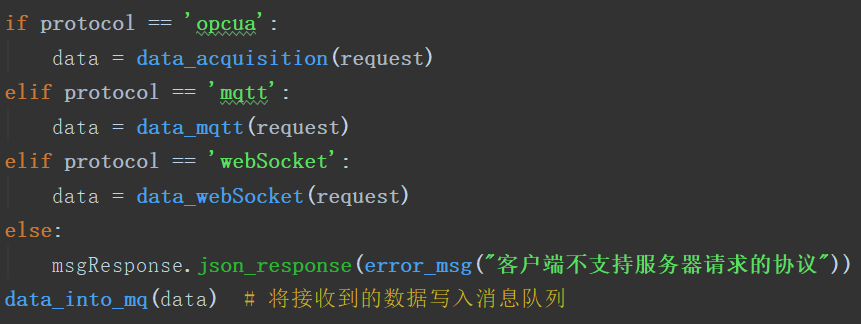 if protocol == 'opcua':
    data = data_acquisition(request)
elif protocol == 'mqtt':
    data = data_mqtt(request)
elif protocol == 'webSocket':
    data = data_webSocket(request)
else:
    msgResponse.json_response(error_msg("客户端不支持服务器请求的协议"))
data_into_mq(data)  # 将接收到的数据写入消息队列